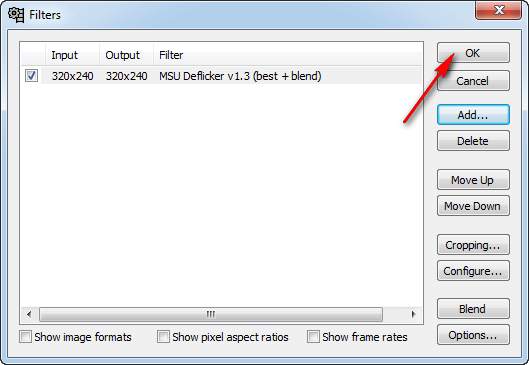 Filters
Input Output Filter
320x240 320x240 MSU Deflicker v1.3 (best + blend)
OK
Cancel
Add...
Delete
Move Up
Move Down
Cropping...
Configure...
Blend
Options...
Show image formats Show pixel aspect ratios Show frame rates